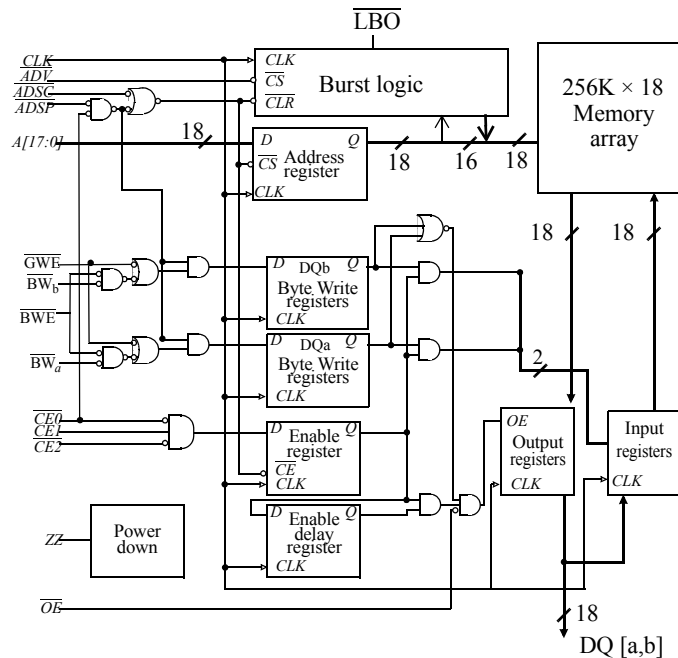 LBO
CLK
ADV
ADSC
ADSP
A[17:0]
CLK
CS
CLR
Burst logic
18
D Q
CS
Address
register
CLK
18
16
18
256K × 18
Memory
array
18
18
GWE
BWb
BWE
BWa
D DQb Q
Byte Write
registers
CLK
D DQa Q
Byte Write
registers
CLK
2
CE0
CE1
CE2
D Enable Q
register
CE
CLK
D Enable Q
delay
register
CLK
OE
Output
registers
CLK
Input
registers
CLK
Power
down
ZZ
OE
18
DQ [a,b]